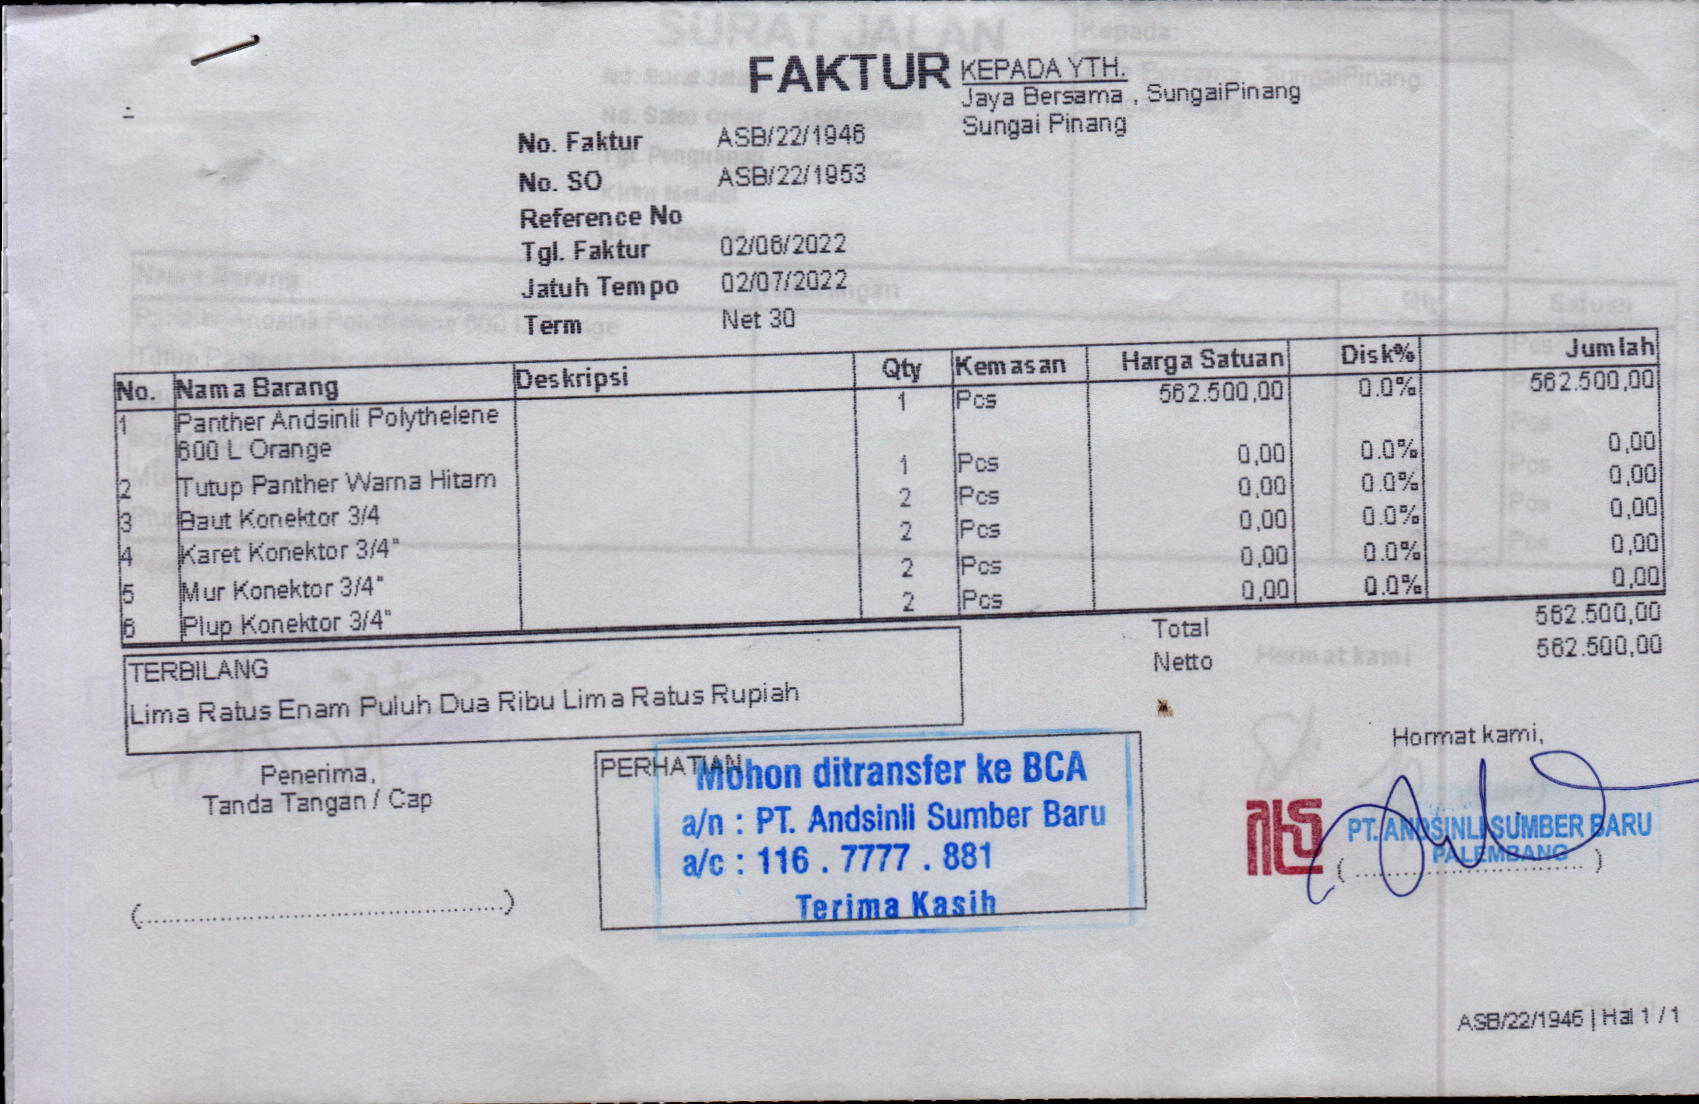 FAKTUR
KEPADA YTH.
Jaya Bersama , SungaiPinang
Sungai Pinang
No. Faktur ASB/22/1946
No. SO ASB/22/1953
Reference No
Tgl. Faktur 02/06/2022
Jatuh Tempo 02/07/2022
Term Net 30
No. Nama Barang Deskripsi Qty Kemasan Harga Satuan Disk% Jumlah
1 Panther Andsinli Polythelene 1 Pcs 562.500,00 0.0% 562.500,00
600 L Orange
2 Tutup Panther Warna Hitam 1 Pcs 0,00 0.0% 0,00
3 Baut Konektor 3/4 2 Pcs 0,00 0.0% 0,00
4 Karet Konektor 3/4" 2 Pcs 0,00 0.0% 0,00
5 Mur Konektor 3/4" 2 Pcs 0,00 0.0% 0,00
6 Plup Konektor 3/4" 2 Pcs 0,00 0.0% 0,00
Total 562.500,00
Netto 562.500,00
TERBILANG
Lima Ratus Enam Puluh Dua Ribu Lima Ratus Rupiah
Penerima,
Tanda Tangan / Cap
(...................................................)
PERHATIAN
Mohon ditransfer ke BCA
a/n : PT. Andsinli Sumber Baru
a/c : 116 . 7777 . 881
Terima Kasih
Hormat kami,
PT. ANDSINLI SUMBER BARU
PALEMBANG
(...................................)
ASB/22/1946 | Hal 1 / 1